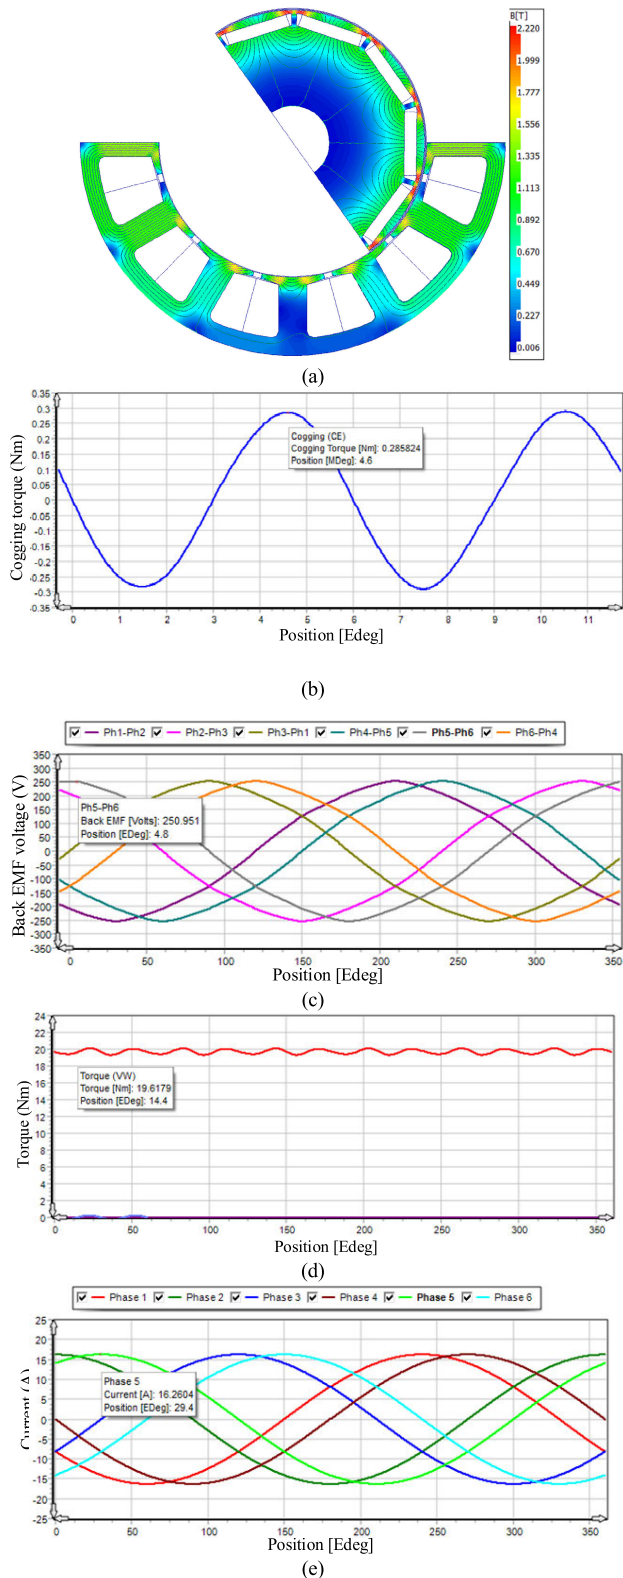 B[T]
2.220
1.999
1.777
1.556
1.335
1.113
0.892
0.670
0.449
0.227
0.006
(a)
Cogging torque (Nm)
0.35
0.3
0.25
0.2
0.15
0.1
0.05
0
-0.05
-0.1
-0.15
-0.2
-0.25
-0.3
-0.35
Cogging (CE)
Cogging Torque [Nm]: 0.285824
Position [MDeg]: 4.6
0 1 2 3 4 5 6 7 8 9 10 11
Position [Edeg]
(b)
Ph1-Ph2 Ph2-Ph3 Ph3-Ph1 Ph4-Ph5 Ph5-Ph6 Ph6-Ph4
Back EMF voltage (V)
350
300
250
200
150
100
50
0
-50
-100
-150
-200
-250
-300
-350
Ph5-Ph6
Back EMF [Volts]: 250.951
Position [EDeg]: 4.8
0 50 100 150 200 250 300 350
Position [Edeg]
(c)
Torque (Nm)
24
22
20
18
16
14
12
10
8
6
4
2
0
Torque (VW)
Torque [Nm]: 19.6179
Position [EDeg]: 14.4
0 50 100 150 200 250 300 350
Position [Edeg]
(d)
Phase 1 Phase 2 Phase 3 Phase 4 Phase 5 Phase 6
Current (A)
25
20
15
10
5
0
-5
-10
-15
-20
-25
Phase 5
Current [A]: 16.2604
Position [EDeg]: 29.4
0 50 100 150 200 250 300 350
Position [Edeg]
(e)